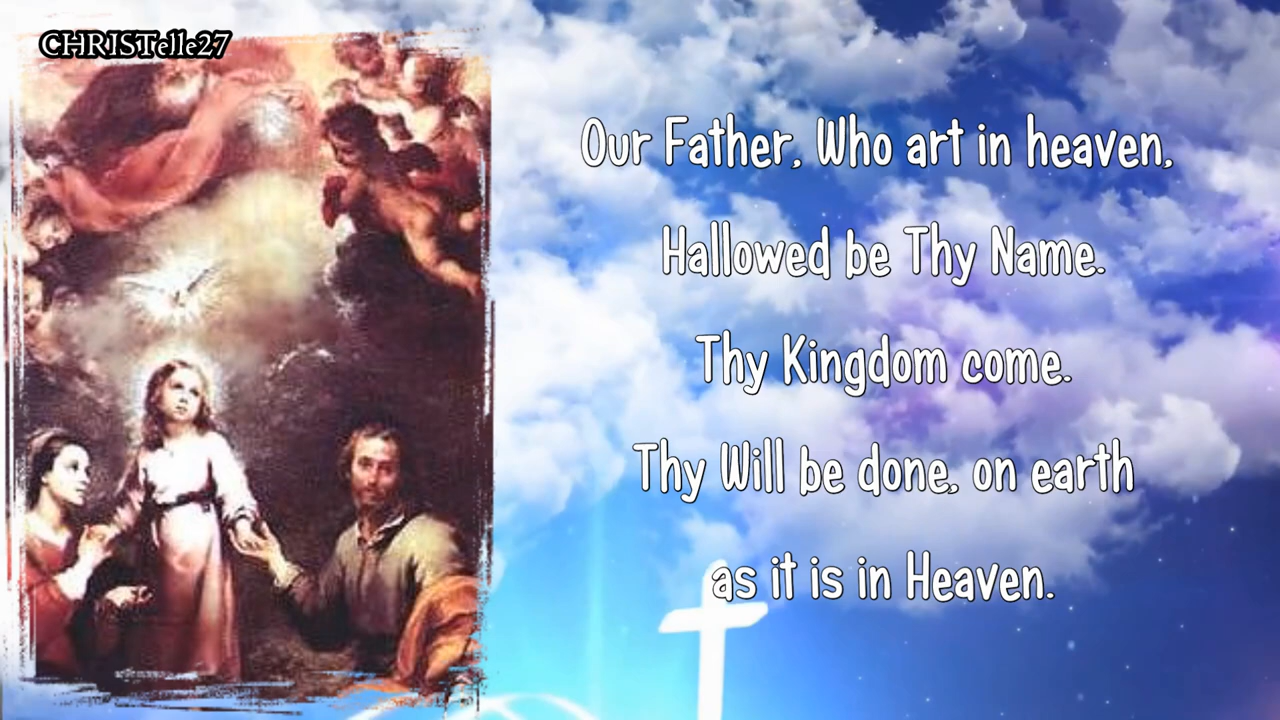 CHRISTelle27
Our Father, Who art in heaven,
Hallowed be Thy Name.
Thy Kingdom come.
Thy Will be done, on earth
as it is in Heaven.